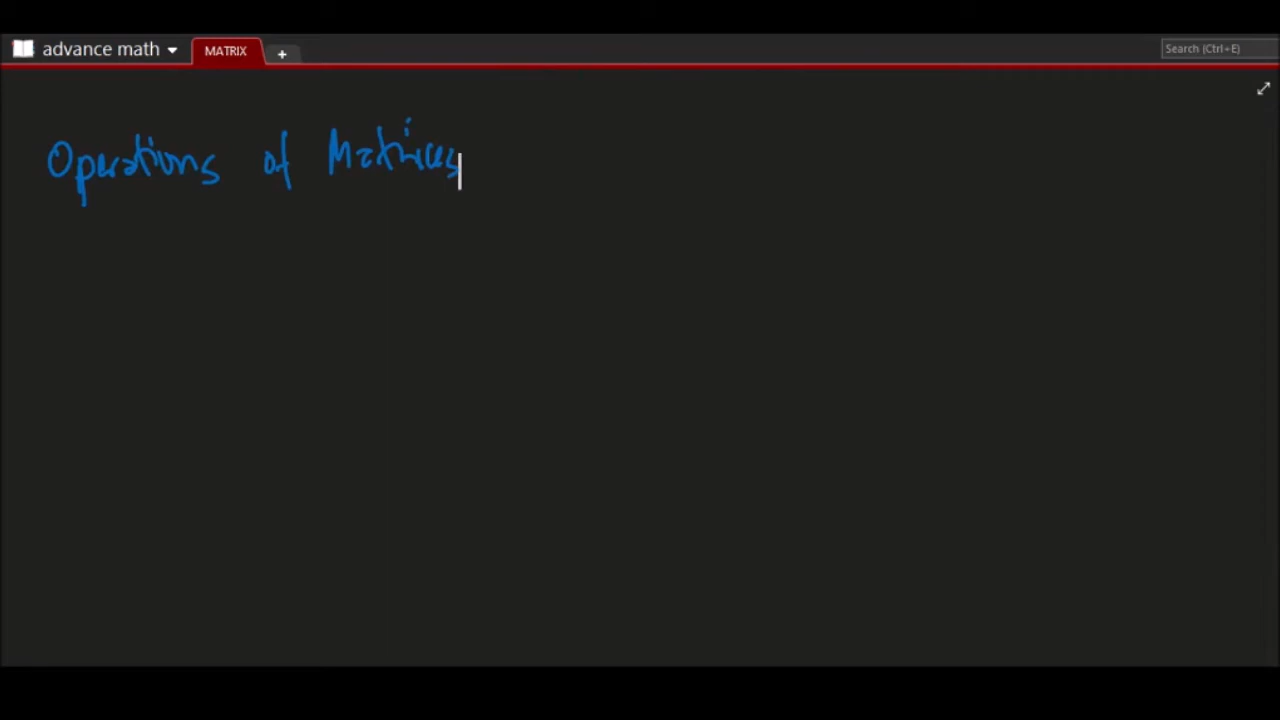 advance math MATRIX + Search (Ctrl+E)
Operations of Matrices